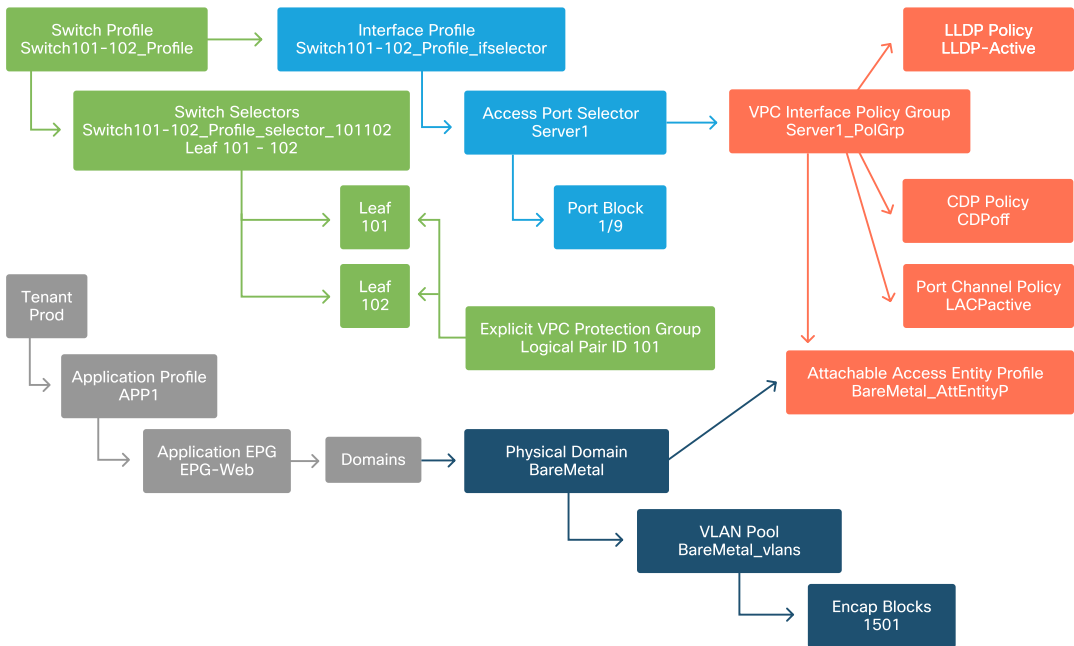 Switch Profile
Switch101-102_Profile
Interface Profile
Switch101-102_Profile_ifselector
LLDP Policy
LLDP-Active
Switch Selectors
Switch101-102_Profile_selector_101102
Leaf 101 - 102
Access Port Selector
Server1
VPC Interface Policy Group
Server1_PolGrp
Leaf
101
Port Block
1/9
CDP Policy
CDPoff
Leaf
102
Port Channel Policy
LACPactive
Tenant
Prod
Explicit VPC Protection Group
Logical Pair ID 101
Application Profile
APP1
Attachable Access Entity Profile
BareMetal_AttEntityP
Application EPG
EPG-Web
Domains
Physical Domain
BareMetal
VLAN Pool
BareMetal_vlans
Encap Blocks
1501